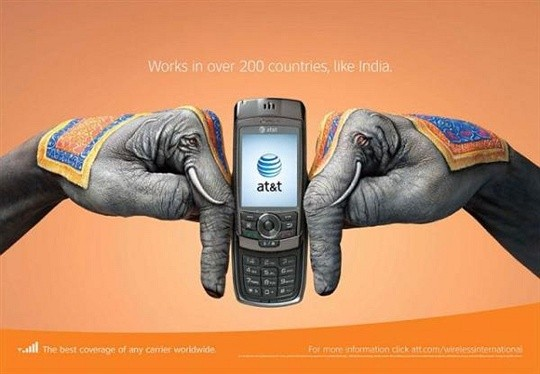 Works in over 200 countries, like India.
at&t
at&t
The best coverage of any carrier worldwide.
For more information click att.com/wirelessinternational